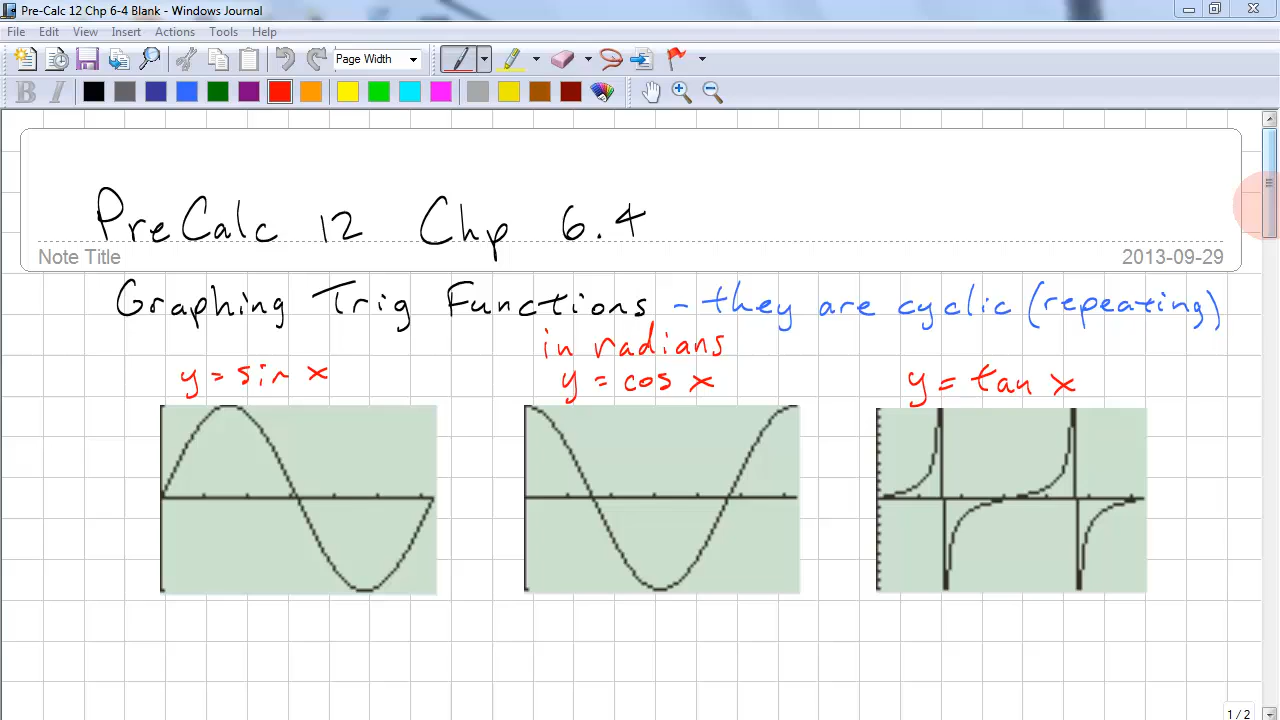 Pre-Calc 12 Chp 6-4 Blank - Windows Journal
File Edit View Insert Actions Tools Help
Page Width
B I
PreCalc 12 Chp 6.4
Note Title 2013-09-29
Graphing Trig Functions - they are cyclic (repeating)
in radians
y = sin x y = cos x y = tan x
1 / 2